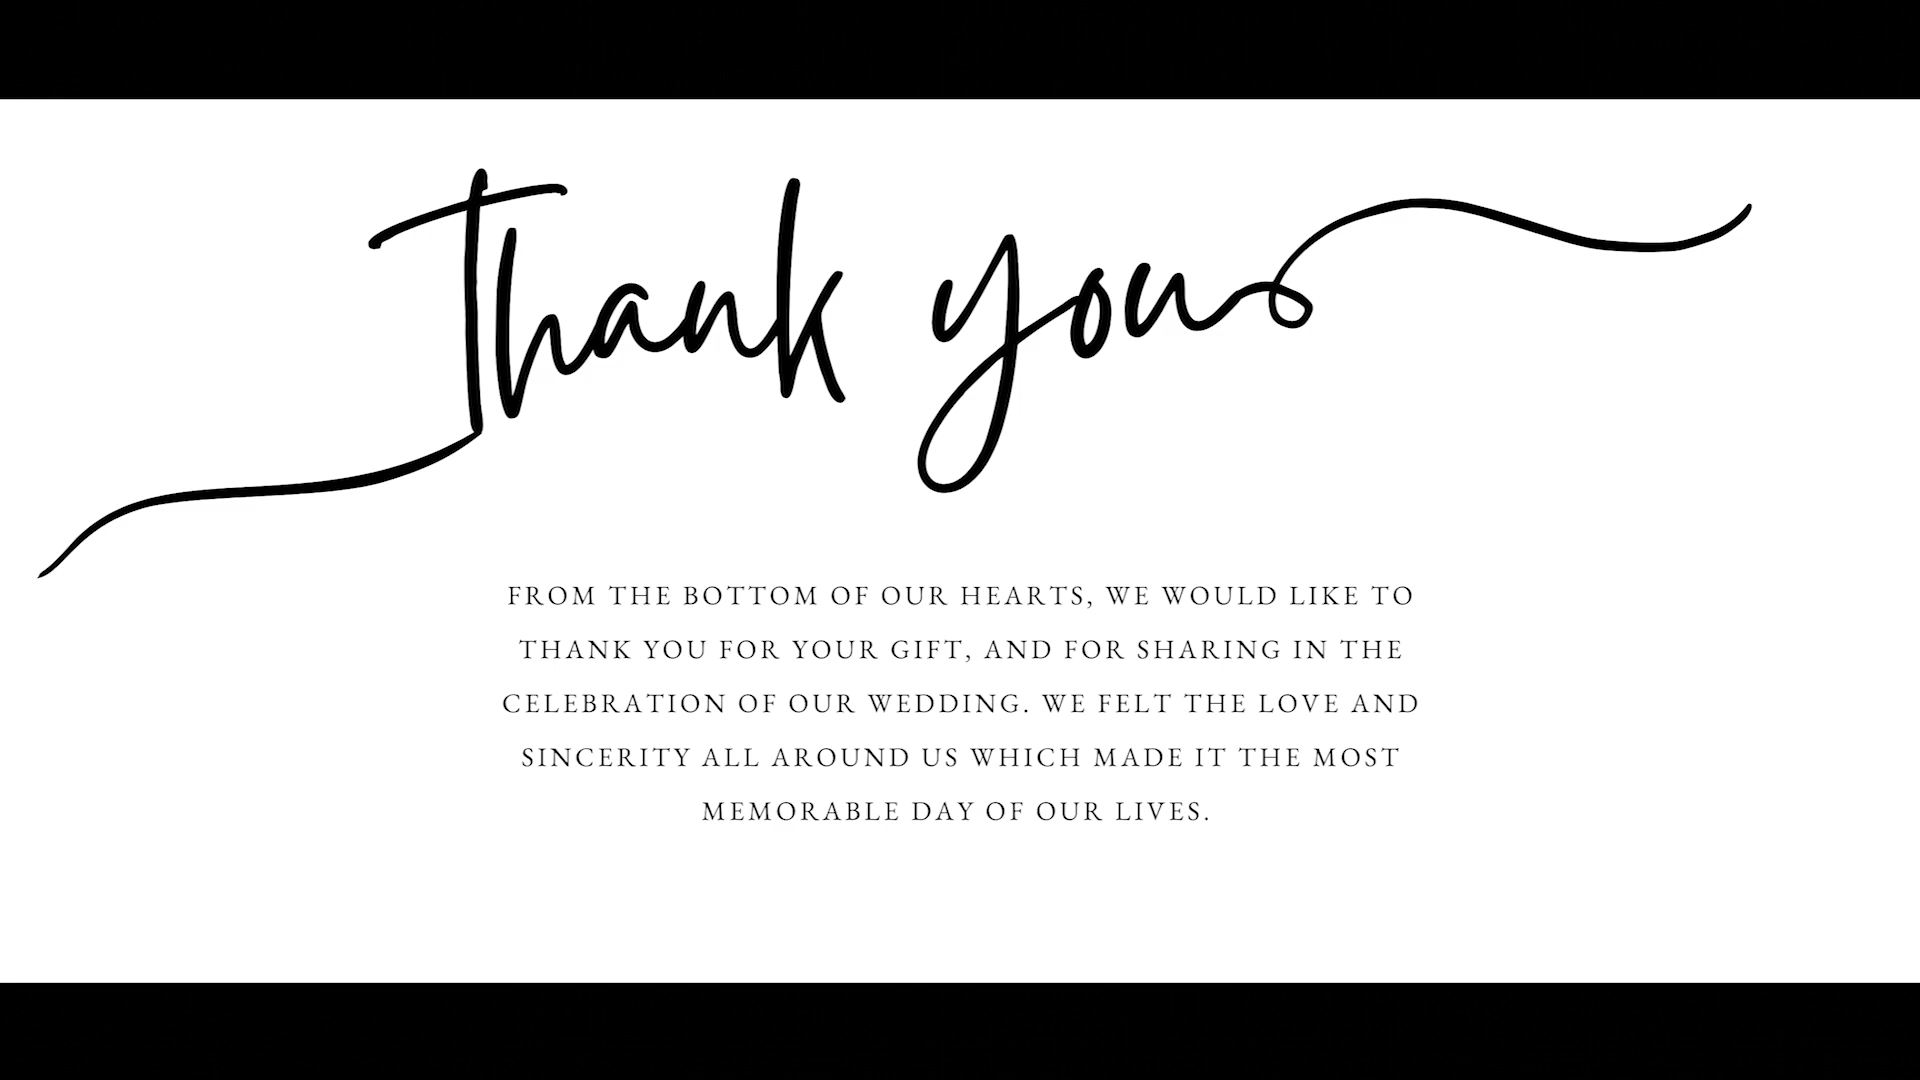 Thank you
FROM THE BOTTOM OF OUR HEARTS, WE WOULD LIKE TO
THANK YOU FOR YOUR GIFT, AND FOR SHARING IN THE
CELEBRATION OF OUR WEDDING. WE FELT THE LOVE AND
SINCERITY ALL AROUND US WHICH MADE IT THE MOST
MEMORABLE DAY OF OUR LIVES.